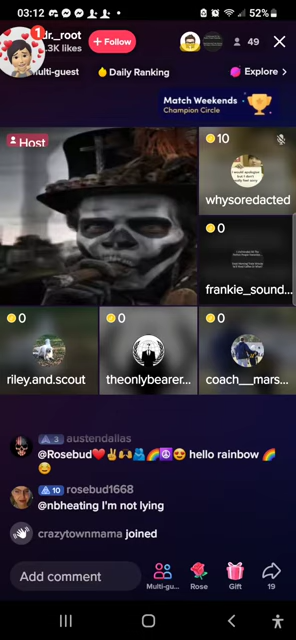 03:12
52%
1
dr._root
.3K likes
+ Follow
49
Multi-guest
Daily Ranking
Explore >
Match Weekends
Champion Circle
Host
10
whysoredacted
0
frankie_sound...
0
riley.and.scout
0
theonlybearer...
0
coach__mars...
3 austendallas
@Rosebud❤️✌️🙌🫂🌈☮️😍 hello rainbow 🌈
😊
10 rosebud1668
@nbheating I'm not lying
crazytownmama joined
Add comment
Multi-gu...
Rose
Gift
19